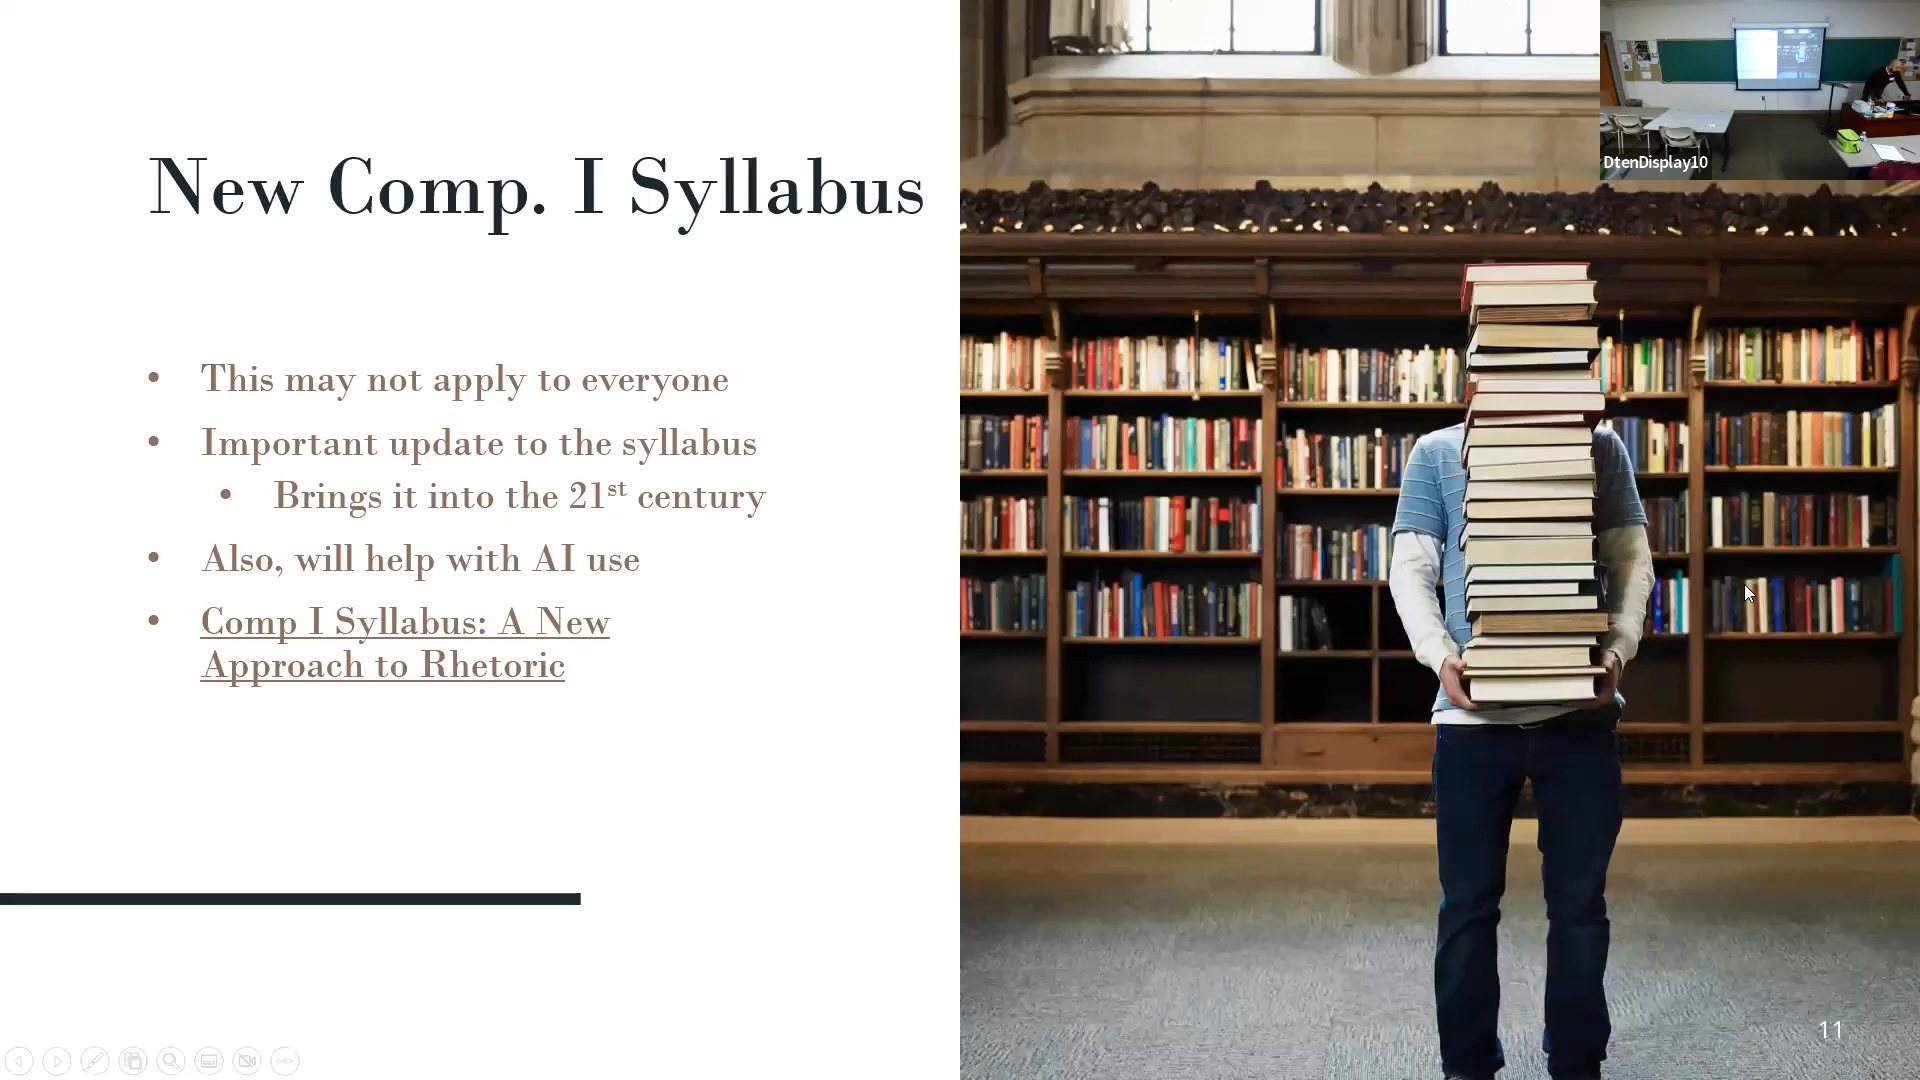 New Comp. I Syllabus
This may not apply to everyone
Important update to the syllabus
Brings it into the 21st century
Also, will help with AI use
Comp I Syllabus: A New
Approach to Rhetoric
DtenDisplay10
11